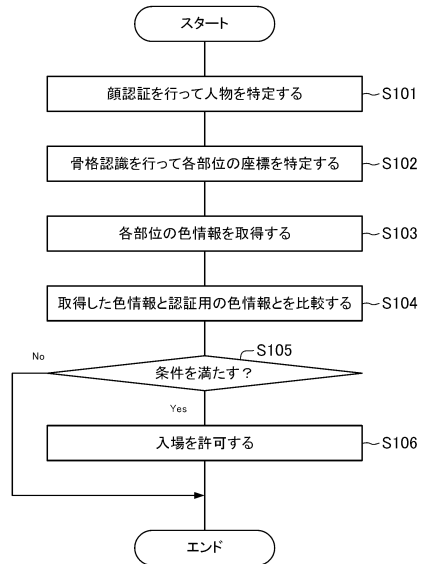 スタート
顔認証を行って人物を特定する
S101
骨格認識を行って各部位の座標を特定する
S102
各部位の色情報を取得する
S103
取得した色情報と認証用の色情報とを比較する
S104
S105
No
条件を満たす？
Yes
入場を許可する
S106
エンド